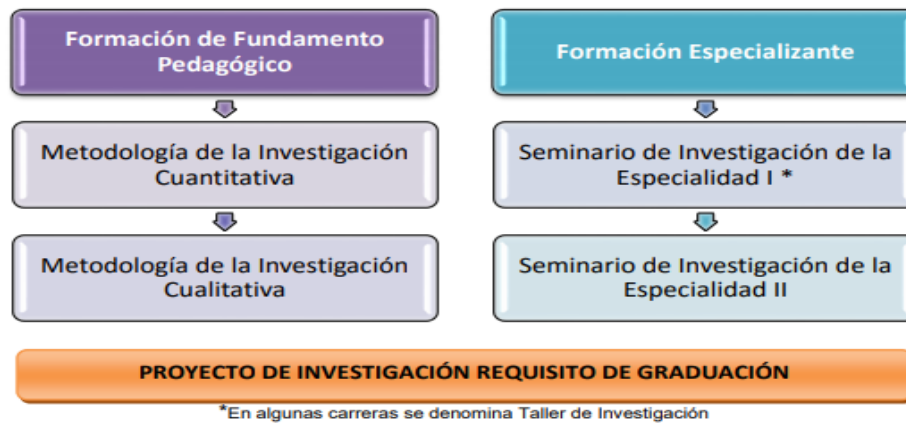 Formación de Fundamento
Pedagógico
Metodología de la Investigación
Cuantitativa
Metodología de la Investigación
Cualitativa
Formación Especializante
Seminario de Investigación de la
Especialidad I *
Seminario de Investigación de la
Especialidad II
PROYECTO DE INVESTIGACIÓN REQUISITO DE GRADUACIÓN
*En algunas carreras se denomina Taller de Investigación